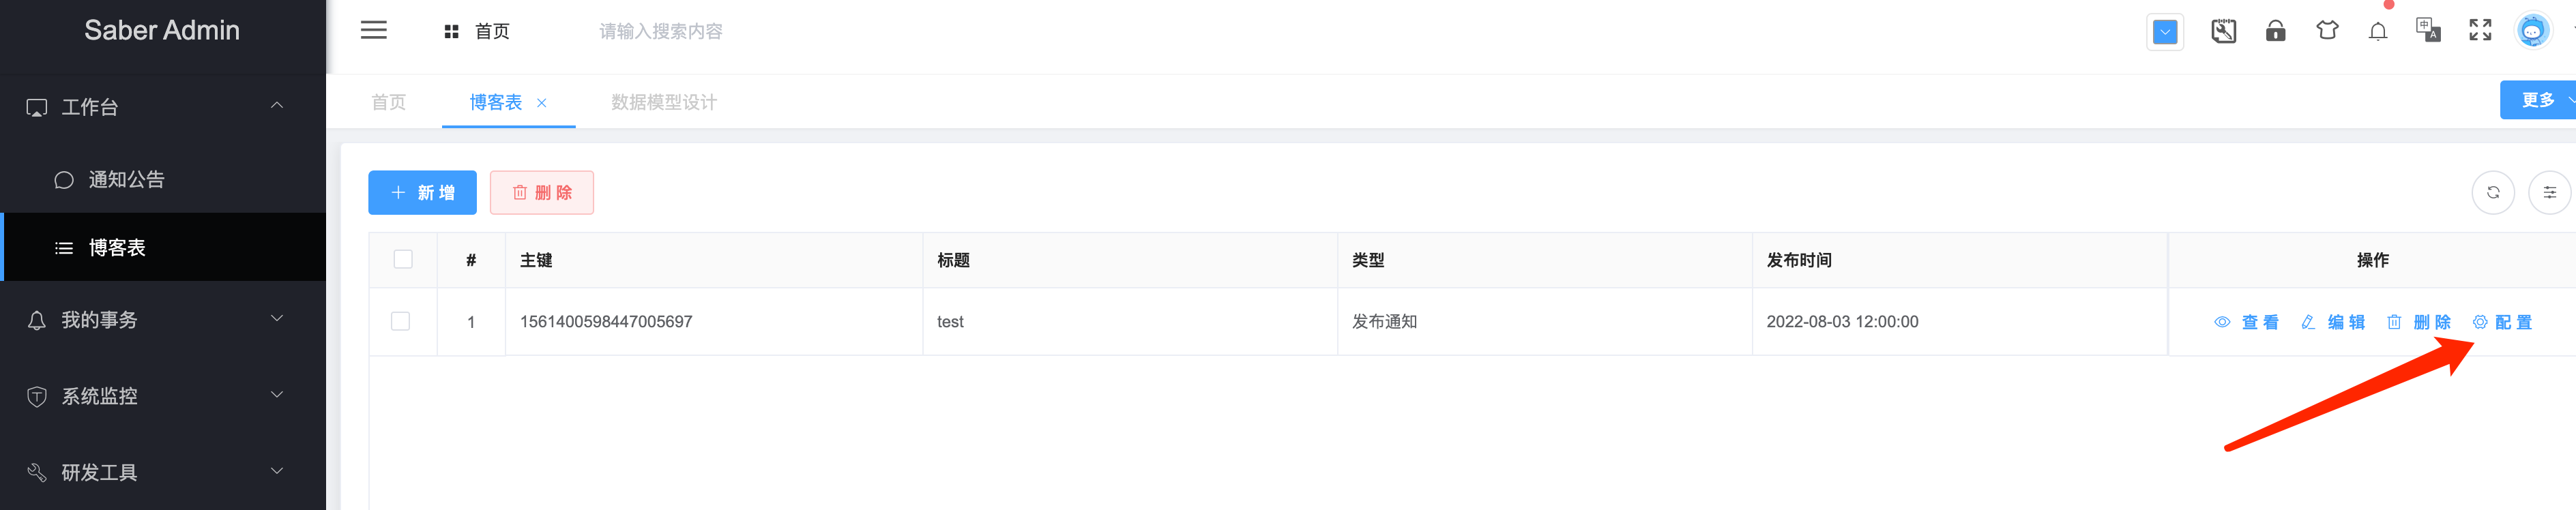 Saber Admin
首页
请输入搜索内容
工作台
首页
博客表
数据模型设计
更多
通知公告
新增
删除
博客表
#
主键
标题
类型
发布时间
操作
我的事务
1
1561400598447005697
test
发布通知
2022-08-03 12:00:00
查看
编辑
删除
配置
系统监控
研发工具